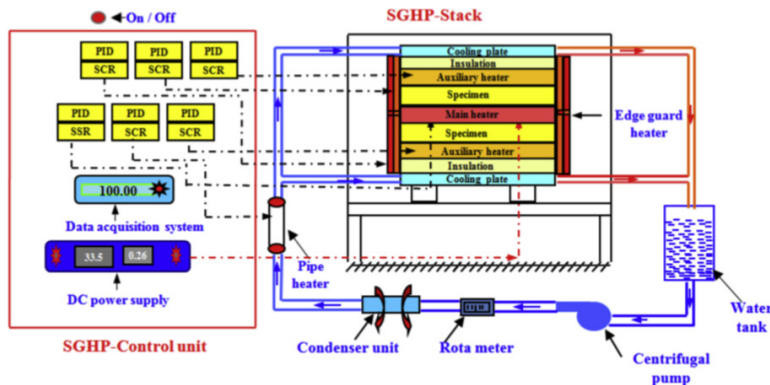 On / Off
SGHP-Stack
PID
PID
PID
SCR
SCR
SCR
PID
PID
PID
SSR
SCR
SCR
100.00
Data acquisition system
33.5
0.26
DC power supply
SGHP-Control unit
Cooling plate
Insulation
Auxiliary heater
Specimen
Main heater
Specimen
Auxiliary heater
Insulation
Cooling plate
Edge guard
heater
Pipe
heater
Condenser unit
Rota meter
Centrifugal
pump
Water
tank